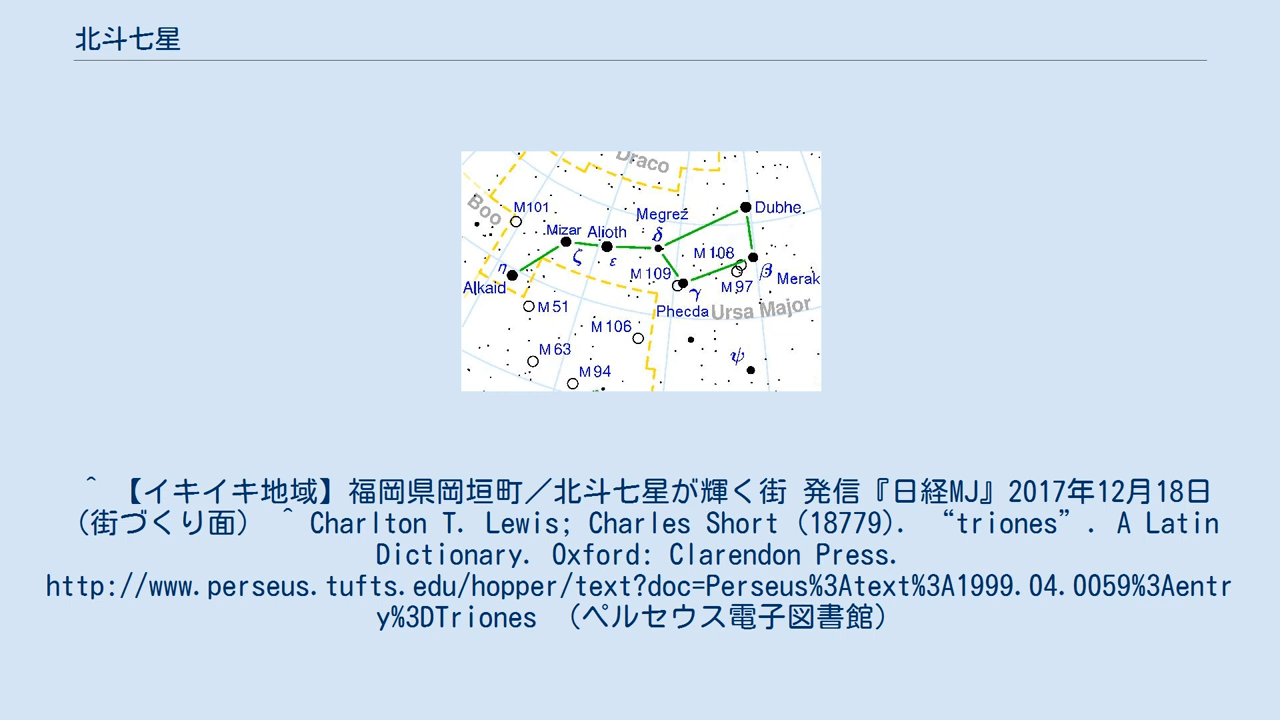 北斗七星
Draco
Boo
M101
Megrez
Dubhe
Mizar
Alioth
δ
ζ
ε
M108
η
M109
β
Merak
Alkaid
γ
M97
M51
Phecda
Ursa Major
M106
M63
ψ
M94
^ 【イキイキ地域】福岡県岡垣町／北斗七星が輝く街 発信『日経MJ』2017年12月18日
（街づくり面） ^ Charlton T. Lewis; Charles Short (18779). “triones”. A Latin
Dictionary. Oxford: Clarendon Press.
http://www.perseus.tufts.edu/hopper/text?doc=Perseus%3Atext%3A1999.04.0059%3Aentr
y%3DTriones （ペルセウス電子図書館）